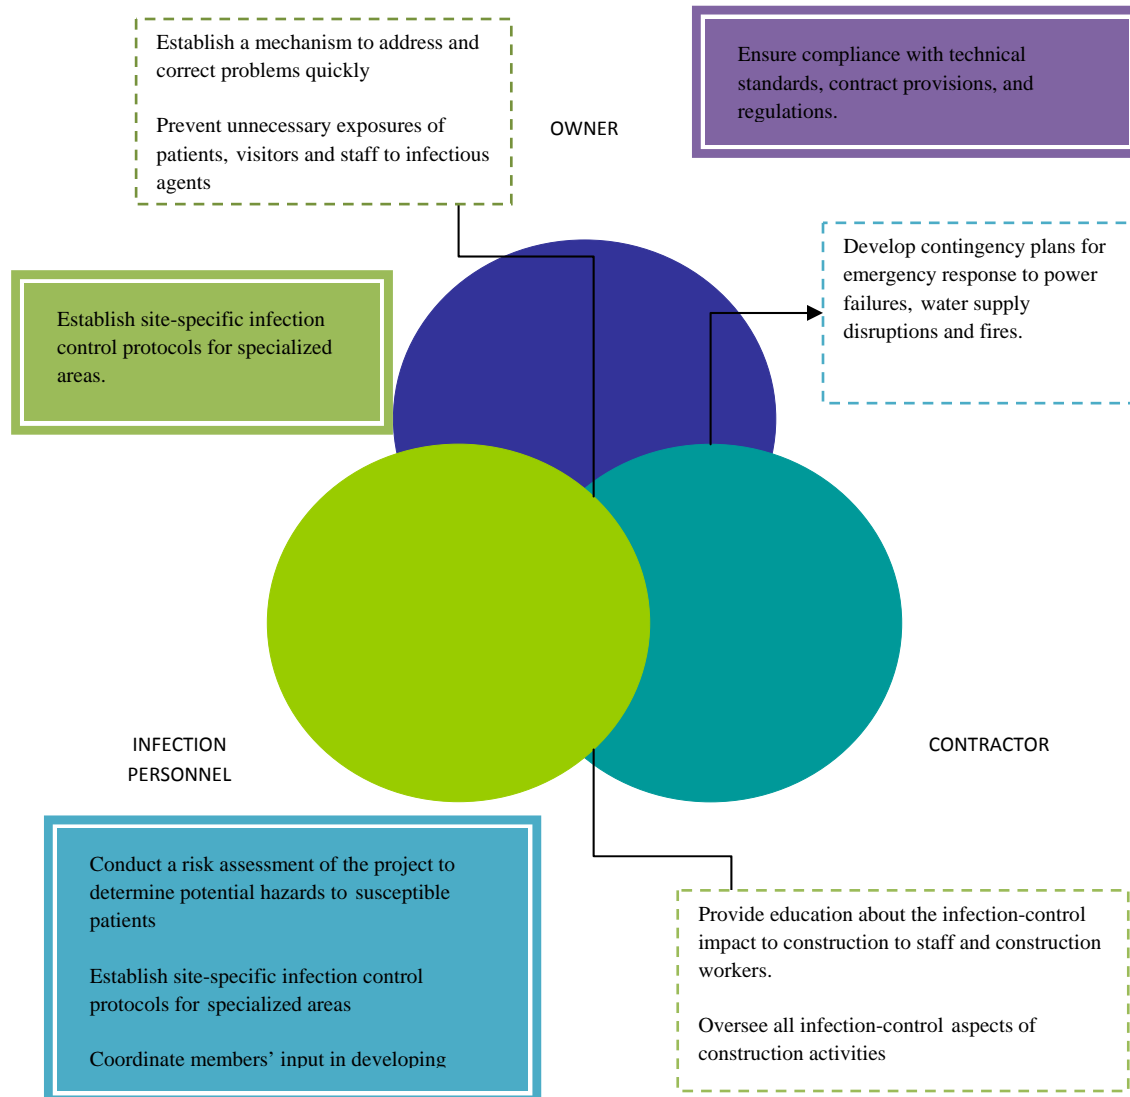 Establish a mechanism to address and
correct problems quickly
Prevent unnecessary exposures of
patients, visitors and staff to infectious
agents
OWNER
Ensure compliance with technical
standards, contract provisions, and
regulations.
Develop contingency plans for
emergency response to power
failures, water supply
disruptions and fires.
Establish site-specific infection
control protocols for specialized
areas.
INFECTION
PERSONNEL
CONTRACTOR
Conduct a risk assessment of the project to
determine potential hazards to susceptible
patients
Establish site-specific infection control
protocols for specialized areas
Coordinate members’ input in developing
Provide education about the infection-control
impact to construction to staff and construction
workers.
Oversee all infection-control aspects of
construction activities